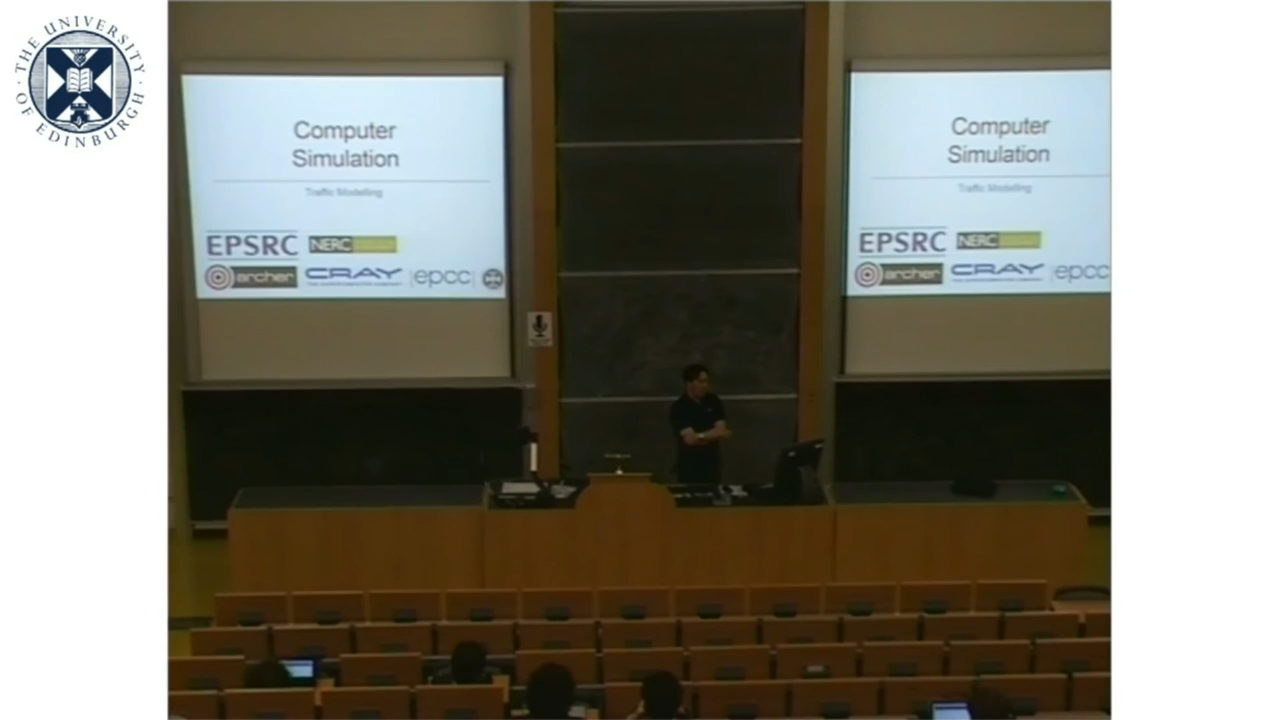 THE UNIVERSITY
OF EDINBURGH
Computer
Simulation
Traffic Modelling
EPSRC
NERC
archer
CRAY
epcc
Computer
Simulation
Traffic Modelling
EPSRC
NERC
archer
CRAY
epcc